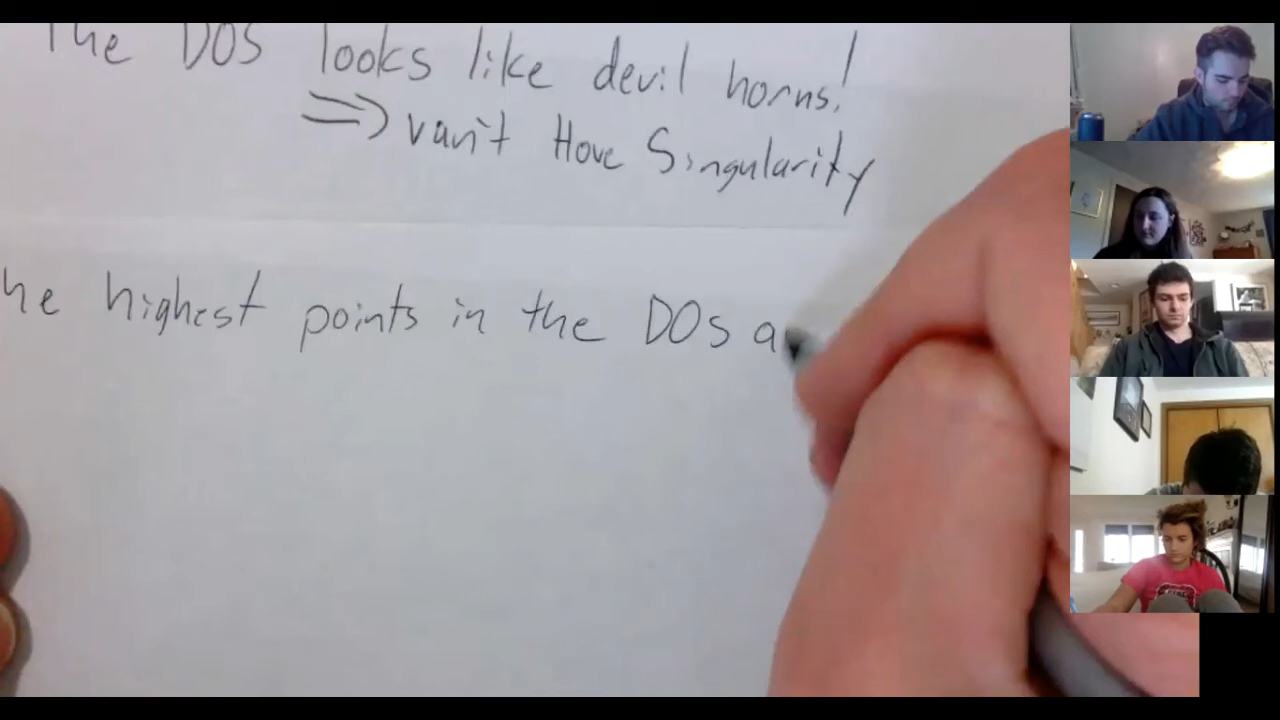 The DOS looks like devil horns!
⇒ van't Hove Singularity
he highest points in the DOS a